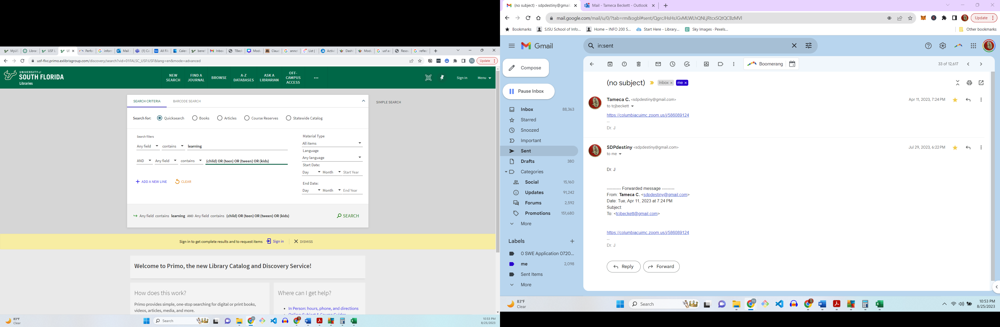 MyUS
Librar
USF Li
US
Perfor
inform
Mail -
(1) Ca
All File
Calen
benef
Inbox
TBeck
Modu
Claud
annot
List | T
Activit
Dash
Modu
usf ad
Resou
reflec
usf-flvc.primo.exlibrisgroup.com/discovery/search?vid=01FALSC_USF:USF&lang=en&mode=advanced
TC
Update
UNIVERSITY of
SOUTH FLORIDA
Libraries
NEW SEARCH
FIND A JOURNAL
BROWSE
A-Z DATABASES
ASK A LIBRARIAN
OFF-CAMPUS ACCESS
...
Sign in
Menu
SEARCH CRITERIA
BARCODE SEARCH
SIMPLE SEARCH
Search for:
Quicksearch
Books
Articles
Course Reserves
Statewide Catalog
Search filters
Any field contains learning
AND Any field contains (child) OR (teen) OR (tween) OR (kids)
+ ADD A NEW LINE
CLEAR
Material Type
All items
Language
Any language
Start Date:
Day Month Start Year
End Date:
Day Month End Year
Any field contains learning AND Any field contains (child) OR (teen) OR (tween) OR (kids)
SEARCH
Sign in to get complete results and to request items
Sign in
DISMISS
Welcome to Primo, the new Library Catalog and Discovery Service!
How does this work?
Primo provides simple, one-stop searching for digital or print books,
videos, articles, media, and more.
Where can I get help?
• In Person: hours, phone, and directions
• Online: Subject & Course Guides
83°F
Clear
Search
10:53 PM
8/25/2023
(no subject) - sdpdestiny@gmail.
Mail - Tameca Beckett - Outlook
mail.google.com/mail/u/0/?tab=rm&ogbl#sent/QgrcJHsHsJGvMLWLhQNLjRtcxSQtQCBzMVl
K
Update
Bookmarks
SJSU School of Info...
Home – INFO 200 S...
Start Here - Library...
Sky Images · Pexels...
Other bookmarks
Gmail
in:sent
Compose
Pause Inbox
Inbox 88,363
Starred
Snoozed
Important
Sent
Drafts 380
Categories
Social 15,160
Updates 91,242
Forums 2,592
Promotions 151,680
More
Labels
0 SWE Application 0720...
me 2,098
Sent Items
More
Boomerang
33 of 12,617
(no subject)
Inbox ×
me ×
Tameca C. <sdpdestiny@gmail.com>
Apr 11, 2023, 7:24 PM
to tcjbeckett
https://columbiacuimc.zoom.us/j/586089124
--
Dr. J
SDPdestiny <sdpdestiny@gmail.com>
Jul 29, 2023, 6:22 PM
to me
Dr. J
---------- Forwarded message ---------
From: Tameca C. <sdpdestiny@gmail.com>
Date: Tue, Apr 11, 2023 at 7:24 PM
Subject:
To: <tcjbeckett@gmail.com>
https://columbiacuimc.zoom.us/j/586089124
--
Dr. J
Reply
Forward
83°F
Clear
Search
10:53 PM
8/25/2023